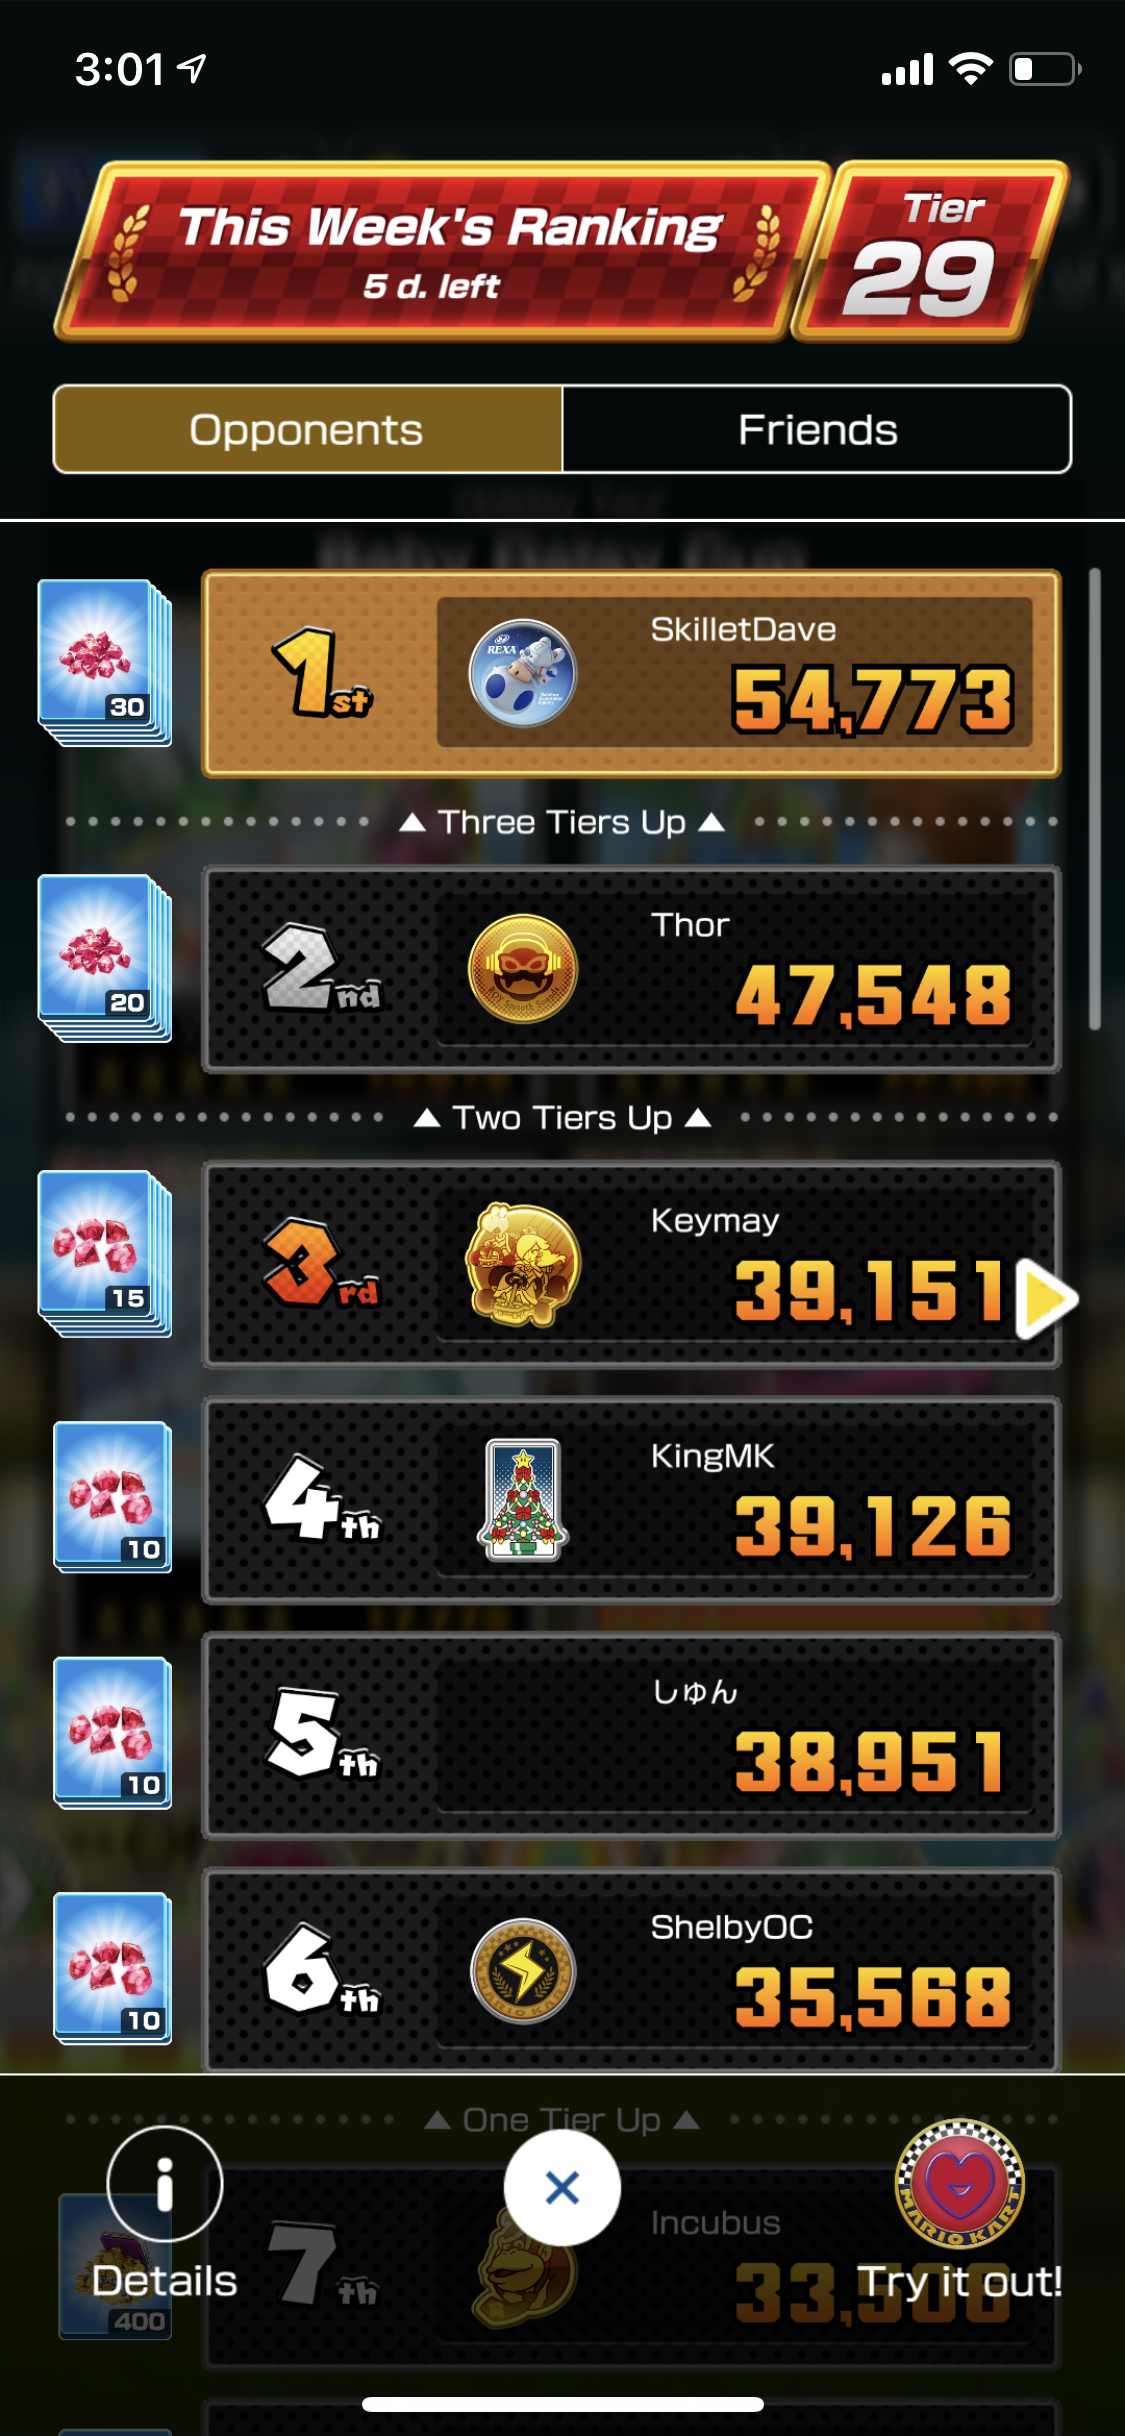 3:01
This Week's Ranking
5 d. left
Tier
29
Opponents
Friends
30
1st
REXA
SkilletDave
54,773
▲ Three Tiers Up ▲
20
2nd
Thor
47,548
▲ Two Tiers Up ▲
15
3rd
Keymay
39,151
10
4th
KingMK
39,126
10
5th
しゅん
38,951
10
6th
MARIO KART
ShelbyOC
35,568
▲ One Tier Up ▲
400
7th
Incubus
i
Details
×
MARIO KART
Try it out!